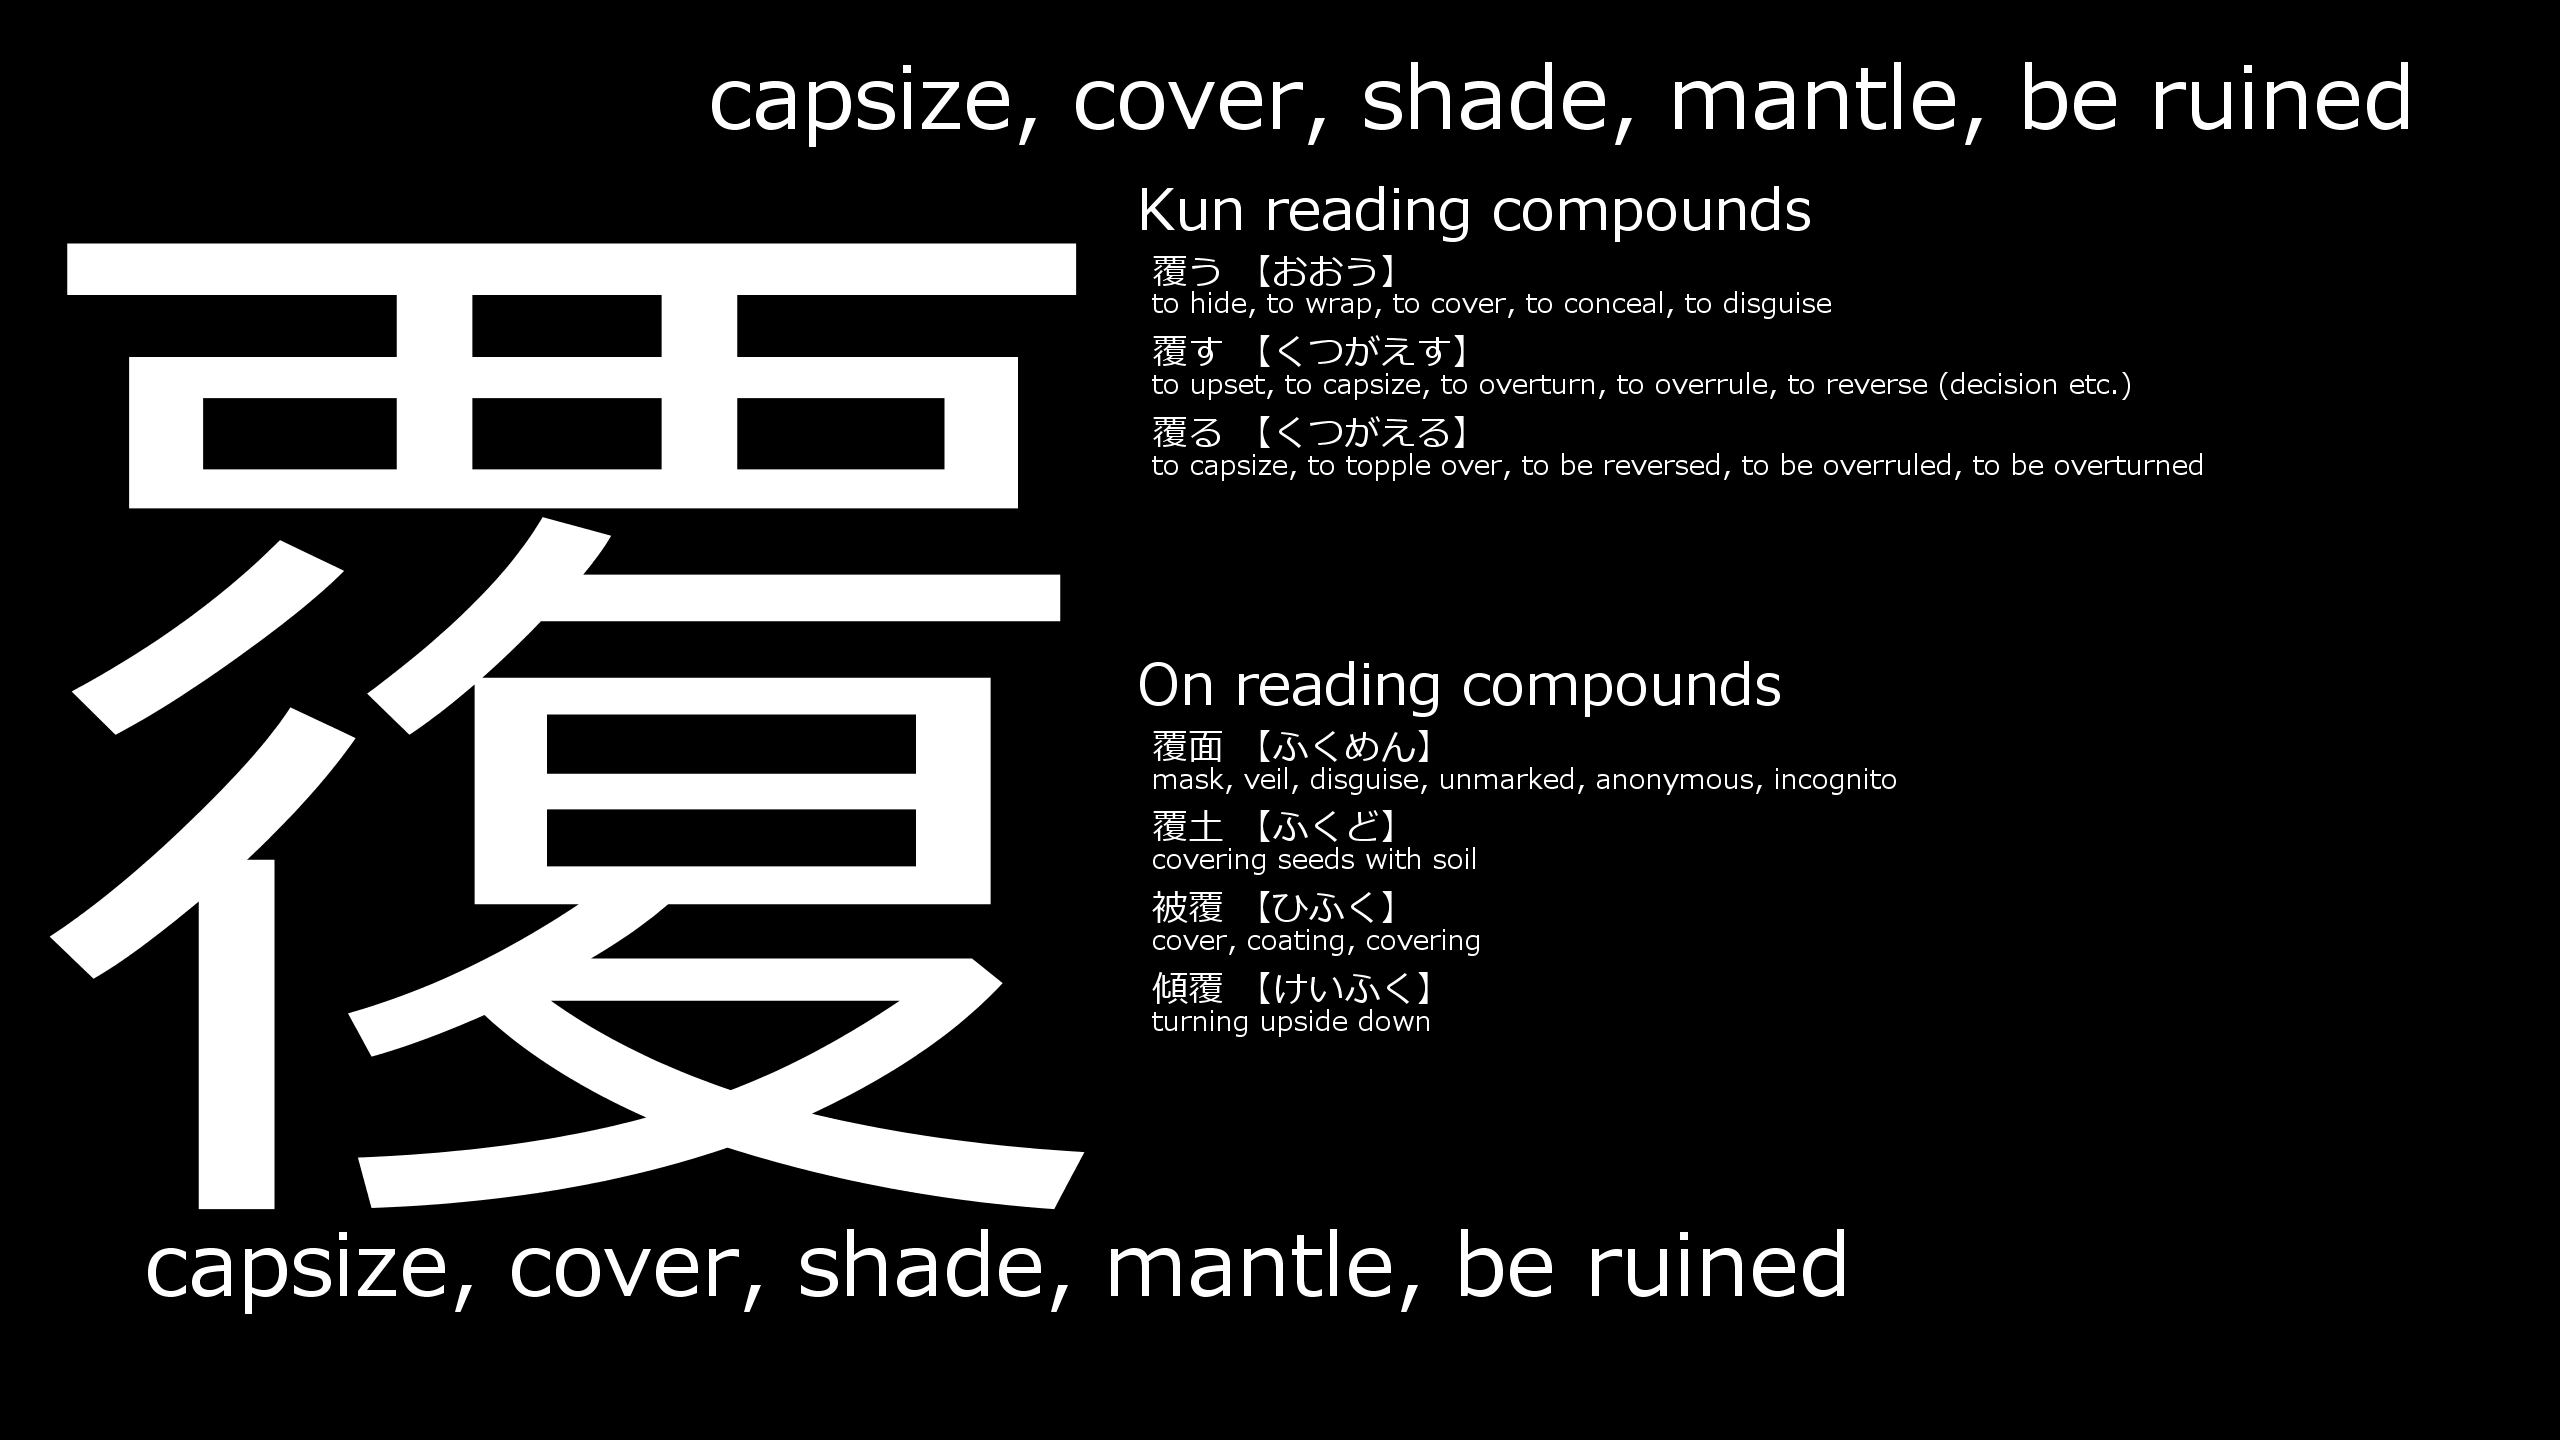 capsize, cover, shade, mantle, be ruined
覆
Kun reading compounds
覆う 【おおう】
to hide, to wrap, to cover, to conceal, to disguise
覆す 【くつがえす】
to upset, to capsize, to overturn, to overrule, to reverse (decision etc.)
覆る 【くつがえる】
to capsize, to topple over, to be reversed, to be overruled, to be overturned
On reading compounds
覆面 【ふくめん】
mask, veil, disguise, unmarked, anonymous, incognito
覆土 【ふくど】
covering seeds with soil
被覆 【ひふく】
cover, coating, covering
傾覆 【けいふく】
turning upside down
capsize, cover, shade, mantle, be ruined